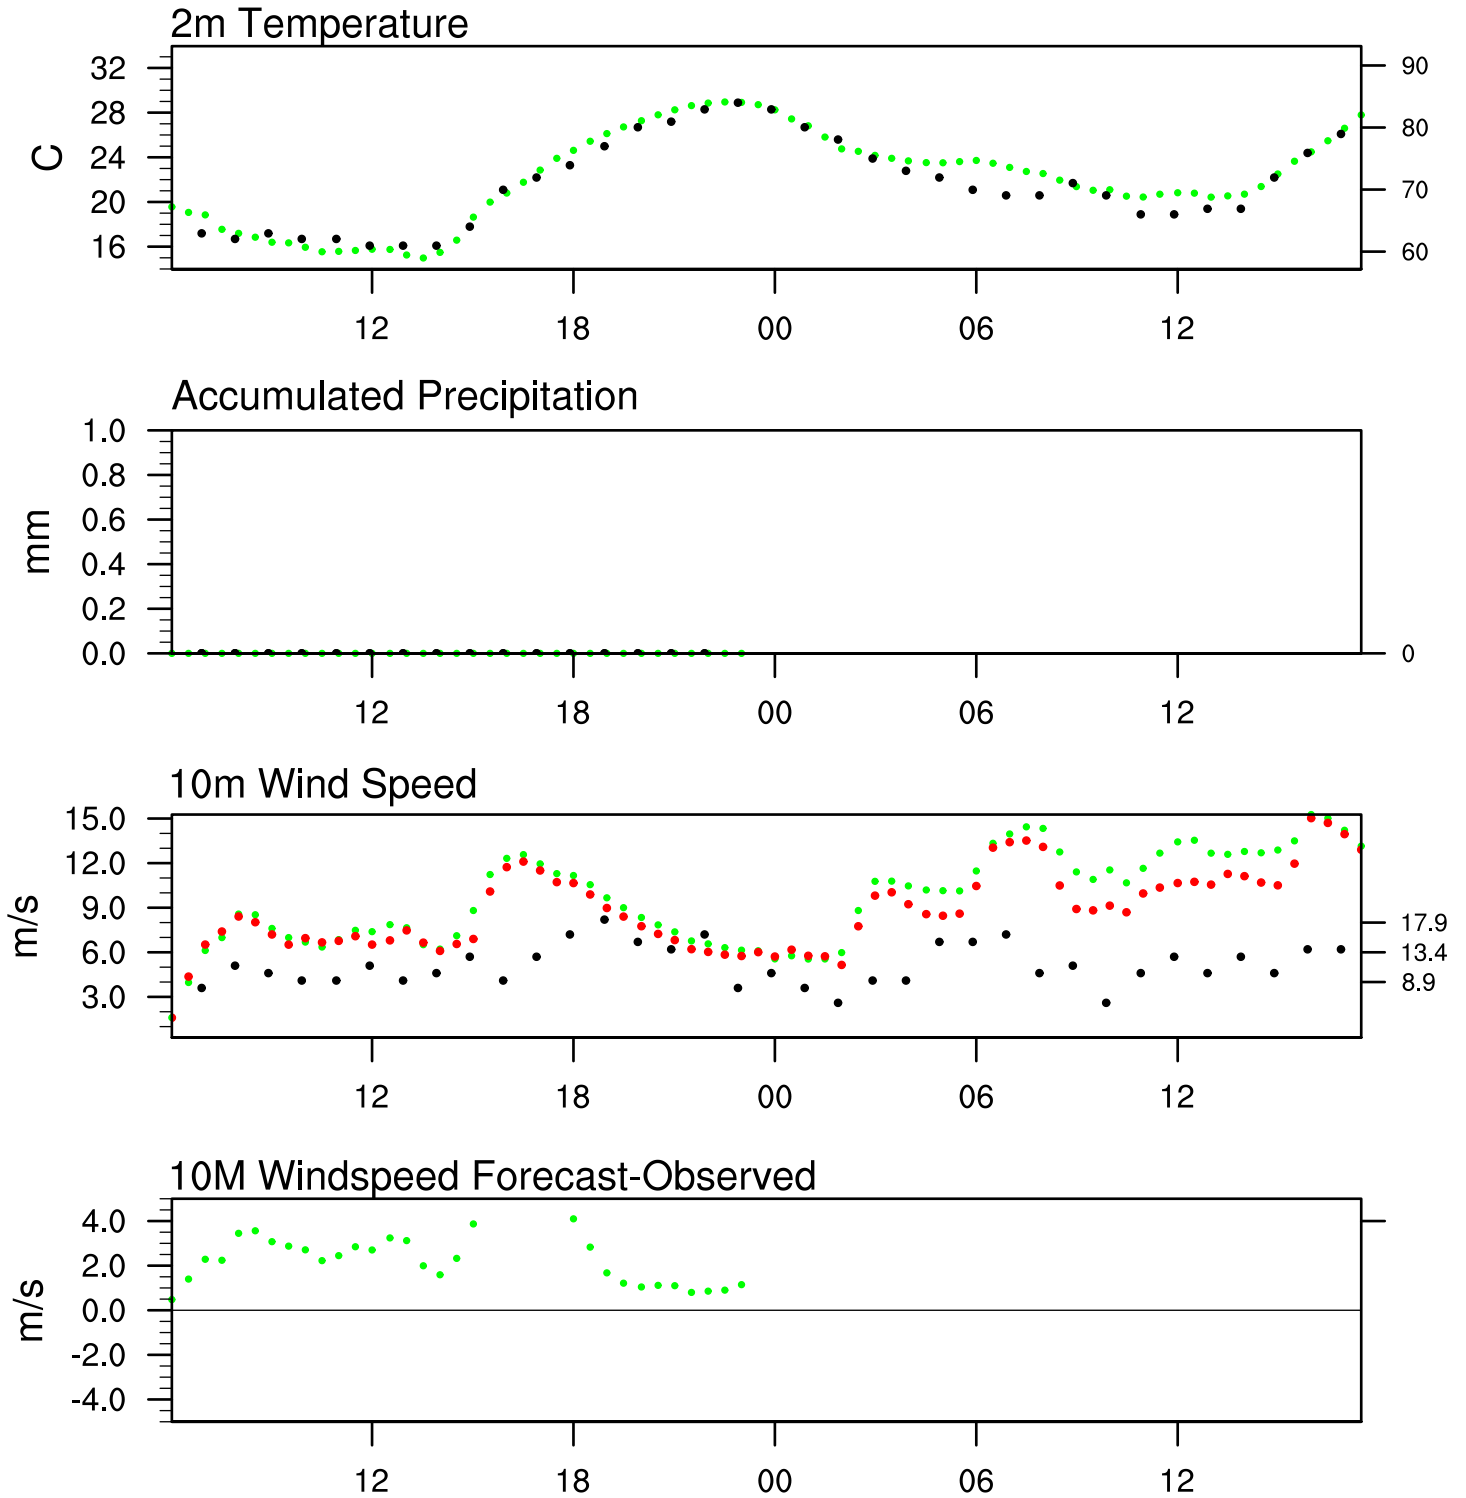 2m Temperature
32 90
28 80
24
20 70
16 60
C
12 18 00 06 12
Accumulated Precipitation
1.0
0.8
0.6
0.4
0.2
0.0 0
mm
12 18 00 06 12
10m Wind Speed
15.0
12.0
9.0 17.9
6.0 13.4
3.0 8.9
m/s
12 18 00 06 12
10M Windspeed Forecast-Observed
4.0
2.0
0.0
-2.0
-4.0
m/s
12 18 00 06 12